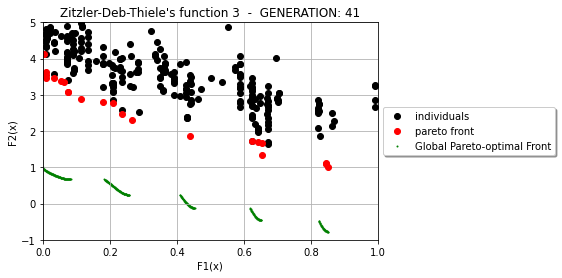 Zitzler-Deb-Thiele's function 3 - GENERATION: 41
5
4
3
2
1
0
-1
F2(x)
0.0 0.2 0.4 0.6 0.8 1.0
F1(x)
individuals
pareto front
Global Pareto-optimal Front